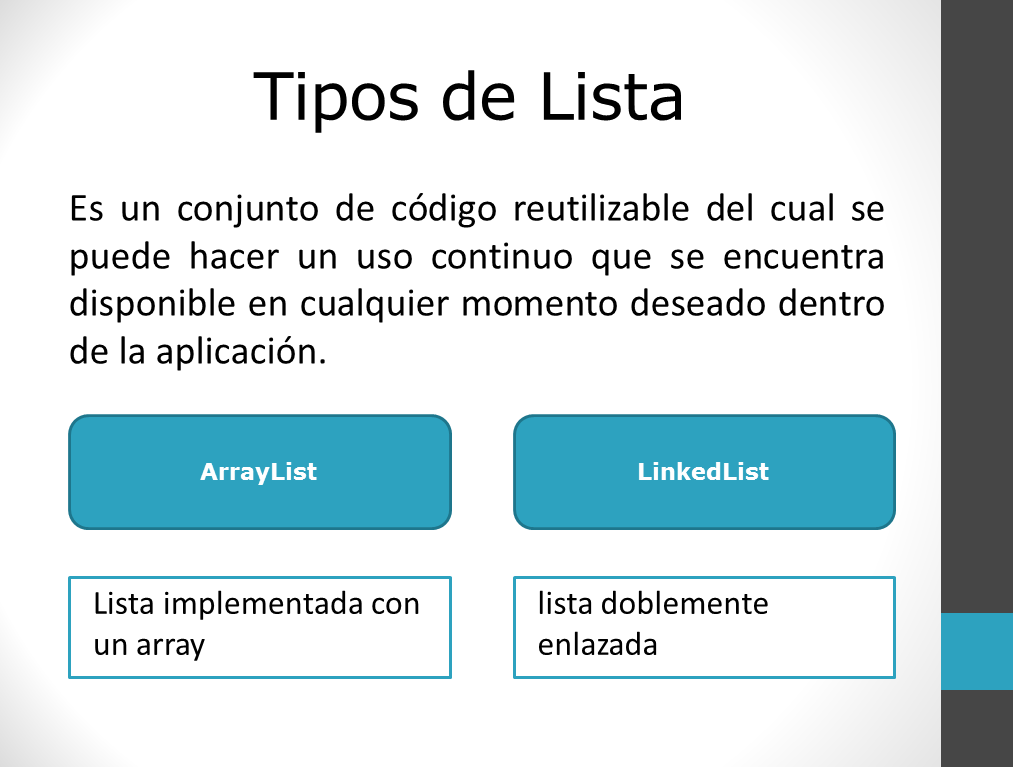 Tipos de Lista
Es un conjunto de código reutilizable del cual se
puede hacer un uso continuo que se encuentra
disponible en cualquier momento deseado dentro
de la aplicación.
ArrayList
LinkedList
Lista implementada con
un array
lista doblemente
enlazada